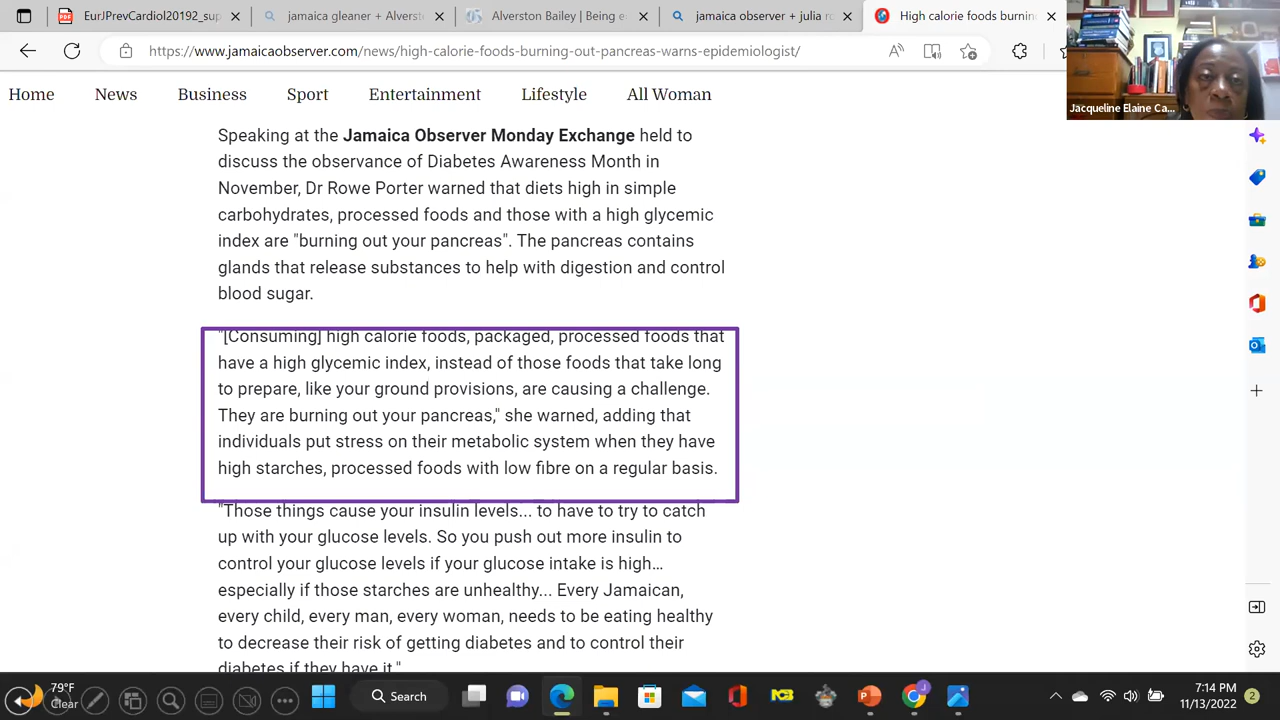 EurJPrevCardiol20192_sup
jamaica gleaner
Riverston Bailey: Being e
jamaica observer + julia
High calorie foods burning
https://www.jamaicaobserver.com/news/high-calorie-foods-burning-out-pancreas-warns-epidemiologist/
Home News Business Sport Entertainment Lifestyle All Woman
Jacqueline Elaine Ca...
Speaking at the Jamaica Observer Monday Exchange held to
discuss the observance of Diabetes Awareness Month in
November, Dr Rowe Porter warned that diets high in simple
carbohydrates, processed foods and those with a high glycemic
index are "burning out your pancreas". The pancreas contains
glands that release substances to help with digestion and control
blood sugar.
"[Consuming] high calorie foods, packaged, processed foods that
have a high glycemic index, instead of those foods that take long
to prepare, like your ground provisions, are causing a challenge.
They are burning out your pancreas," she warned, adding that
individuals put stress on their metabolic system when they have
high starches, processed foods with low fibre on a regular basis.
"Those things cause your insulin levels... to have to try to catch
up with your glucose levels. So you push out more insulin to
control your glucose levels if your glucose intake is high…
especially if those starches are unhealthy... Every Jamaican,
every child, every man, every woman, needs to be eating healthy
to decrease their risk of getting diabetes and to control their
diabetes if they have it."
79°F
Clear
Search
7:14 PM
11/13/2022
2